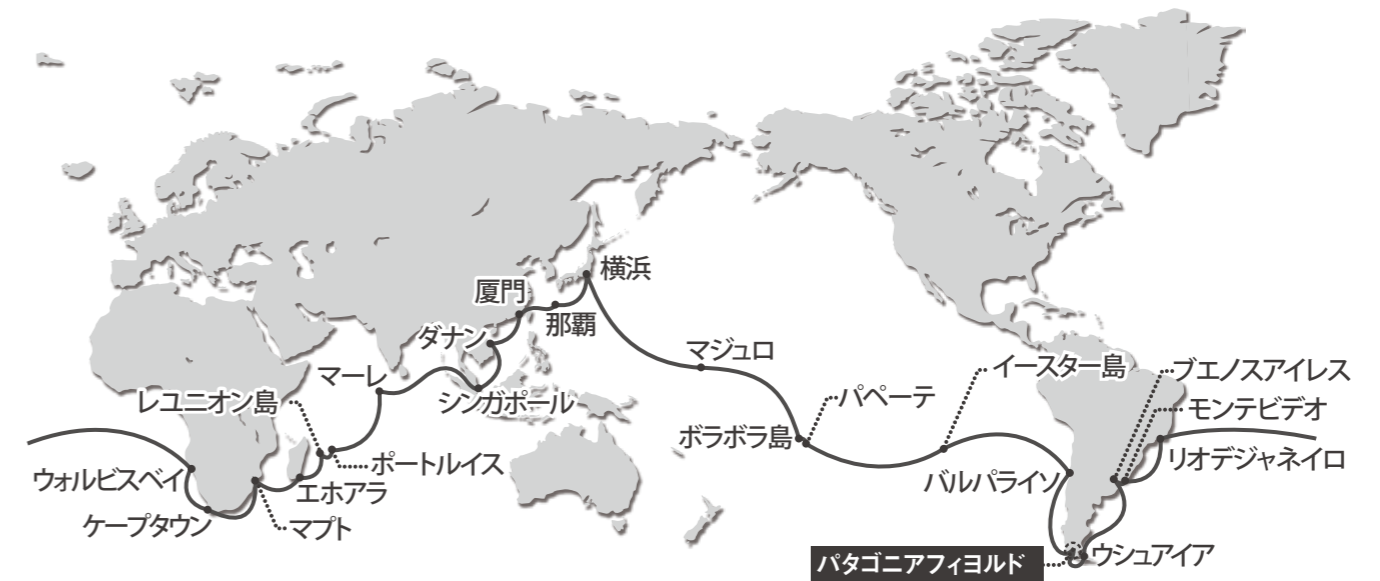 横浜
厦門
那覇
ダナン
マジュロ
イースター島
ブエノスアイレス
マーレ
パペーテ
レユニオン島
シンガポール
モンテビデオ
ボラボラ島
リオデジャネイロ
ポートルイス
ウォルビスベイ
エホアラ
バルパライソ
ケープタウン
マプト
パタゴニアフィヨルド
ウシュアイア